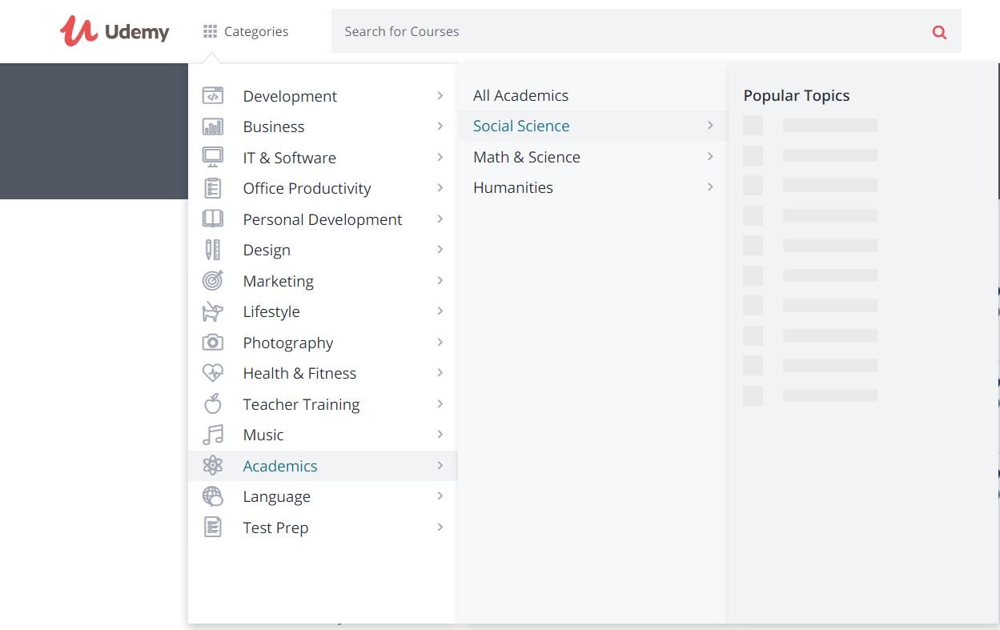 Udemy
Categories
Search for Courses
Development
Business
IT & Software
Office Productivity
Personal Development
Design
Marketing
Lifestyle
Photography
Health & Fitness
Teacher Training
Music
Academics
Language
Test Prep
All Academics
Social Science
Math & Science
Humanities
Popular Topics